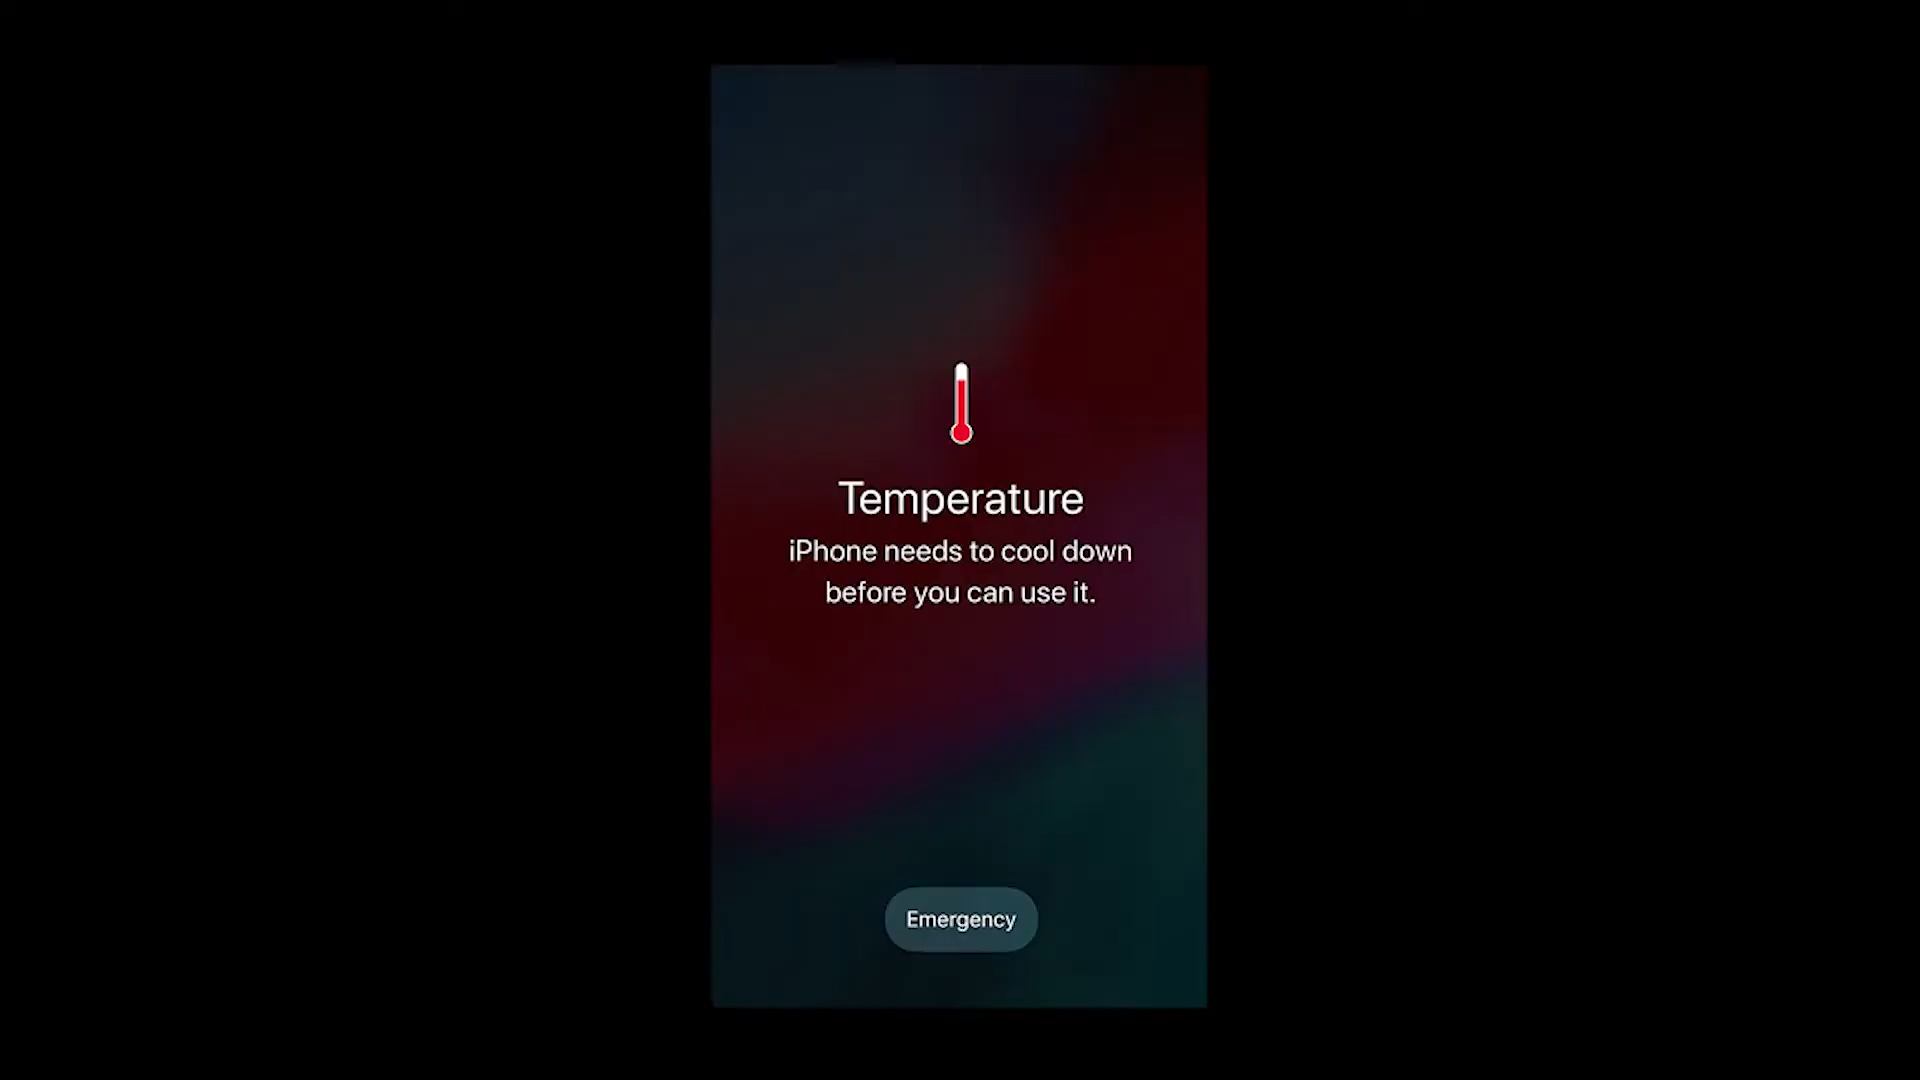 Temperature
iPhone needs to cool down
before you can use it.
Emergency